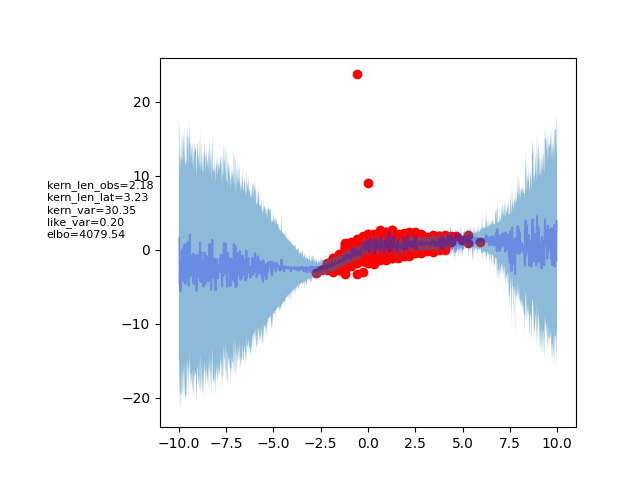 20
10
0
−10
−20
kern_len_obs=2.18
kern_len_lat=3.23
kern_var=30.35
like_var=0.20
elbo=4079.54
−10.0 −7.5 −5.0 −2.5 0.0 2.5 5.0 7.5 10.0